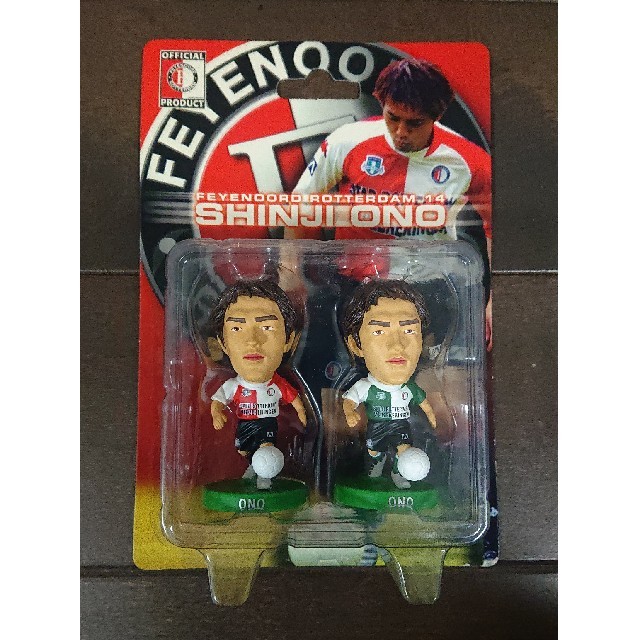 OFFICIAL
PRODUCT
FEYENOO
FEYENOORD ROTTERDAM 14
SHINJI ONO
ONO
ONO